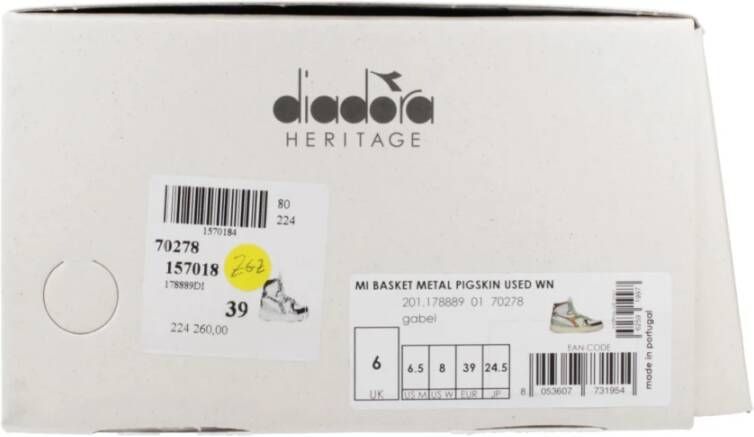 diadora
HERITAGE
80
224
1570184
70278
157018
ZGZ
178889DI
39
224 260,00
MI BASKET METAL PIGSKIN USED WN
201.178889 01 70278
gabel
6
UK
6.5 8 39 24.5
US M US W EUR JP
EAN-CODE
8 053607 731954
made in portugal